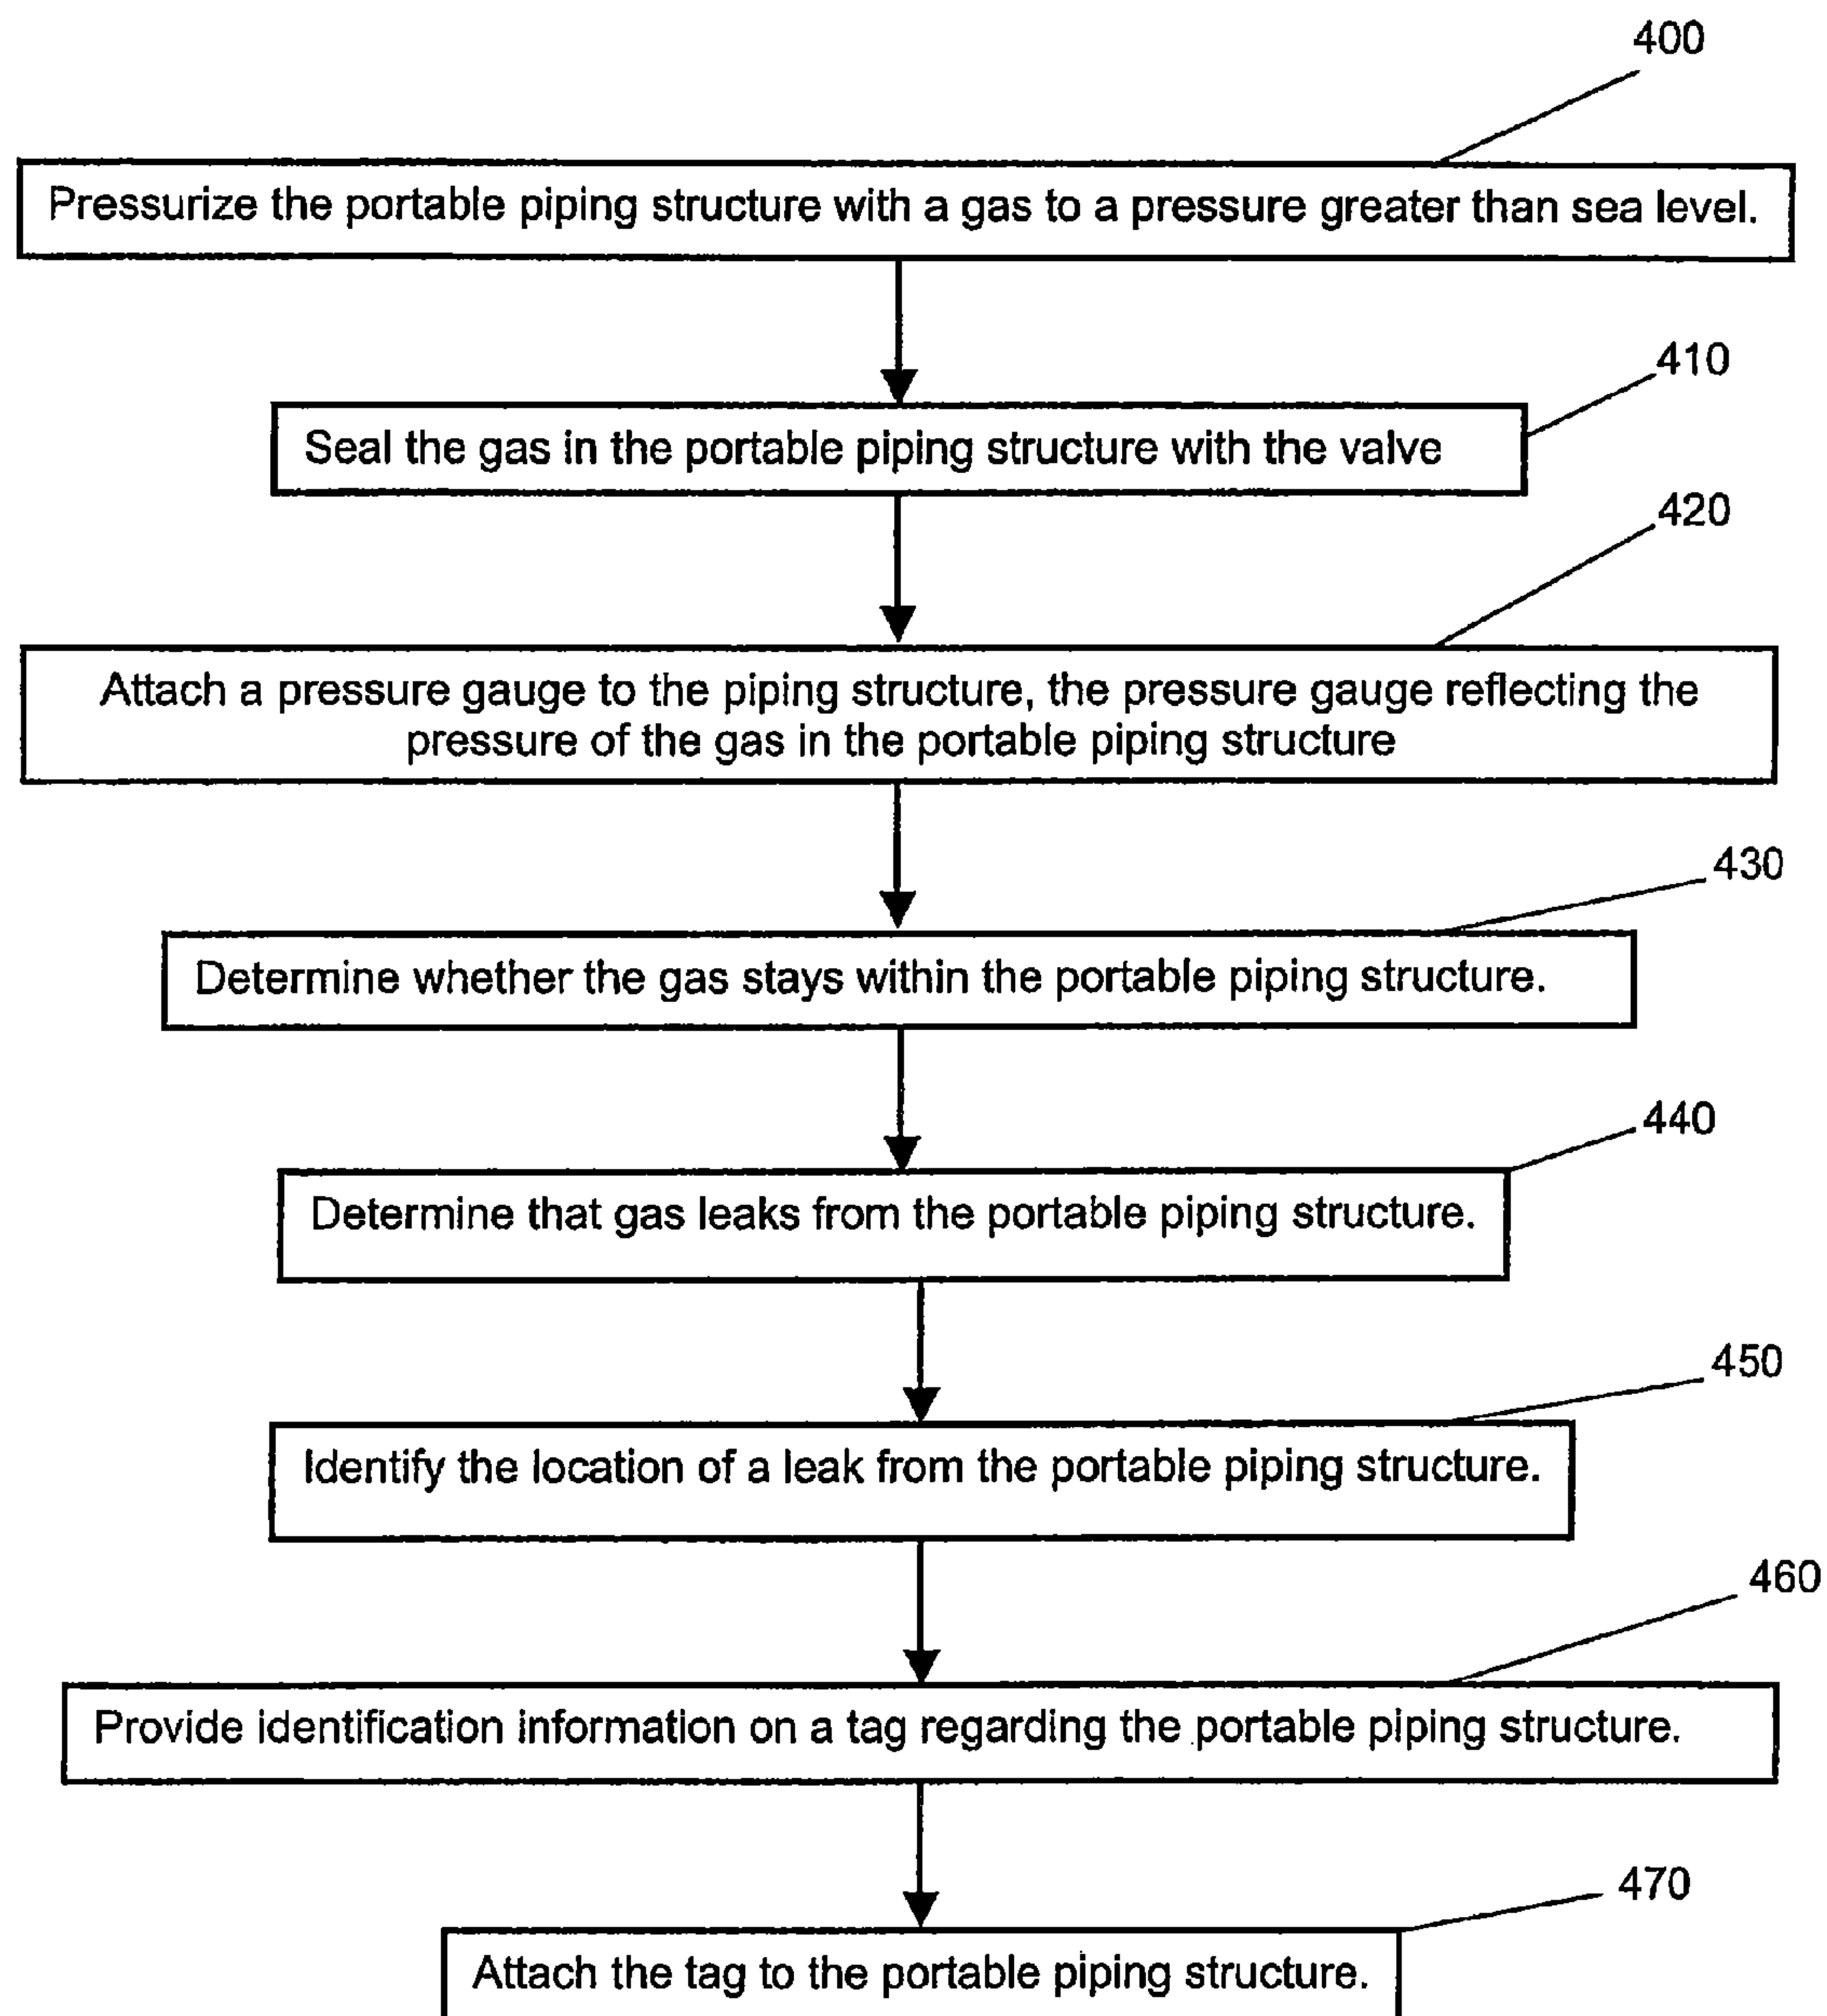 400
Pressurize the portable piping structure with a gas to a pressure greater than sea level.
410
Seal the gas in the portable piping structure with the valve
420
Attach a pressure gauge to the piping structure, the pressure gauge reflecting the
pressure of the gas in the portable piping structure
430
Determine whether the gas stays within the portable piping structure.
440
Determine that gas leaks from the portable piping structure.
450
Identify the location of a leak from the portable piping structure.
460
Provide identification information on a tag regarding the portable piping structure.
470
Attach the tag to the portable piping structure.